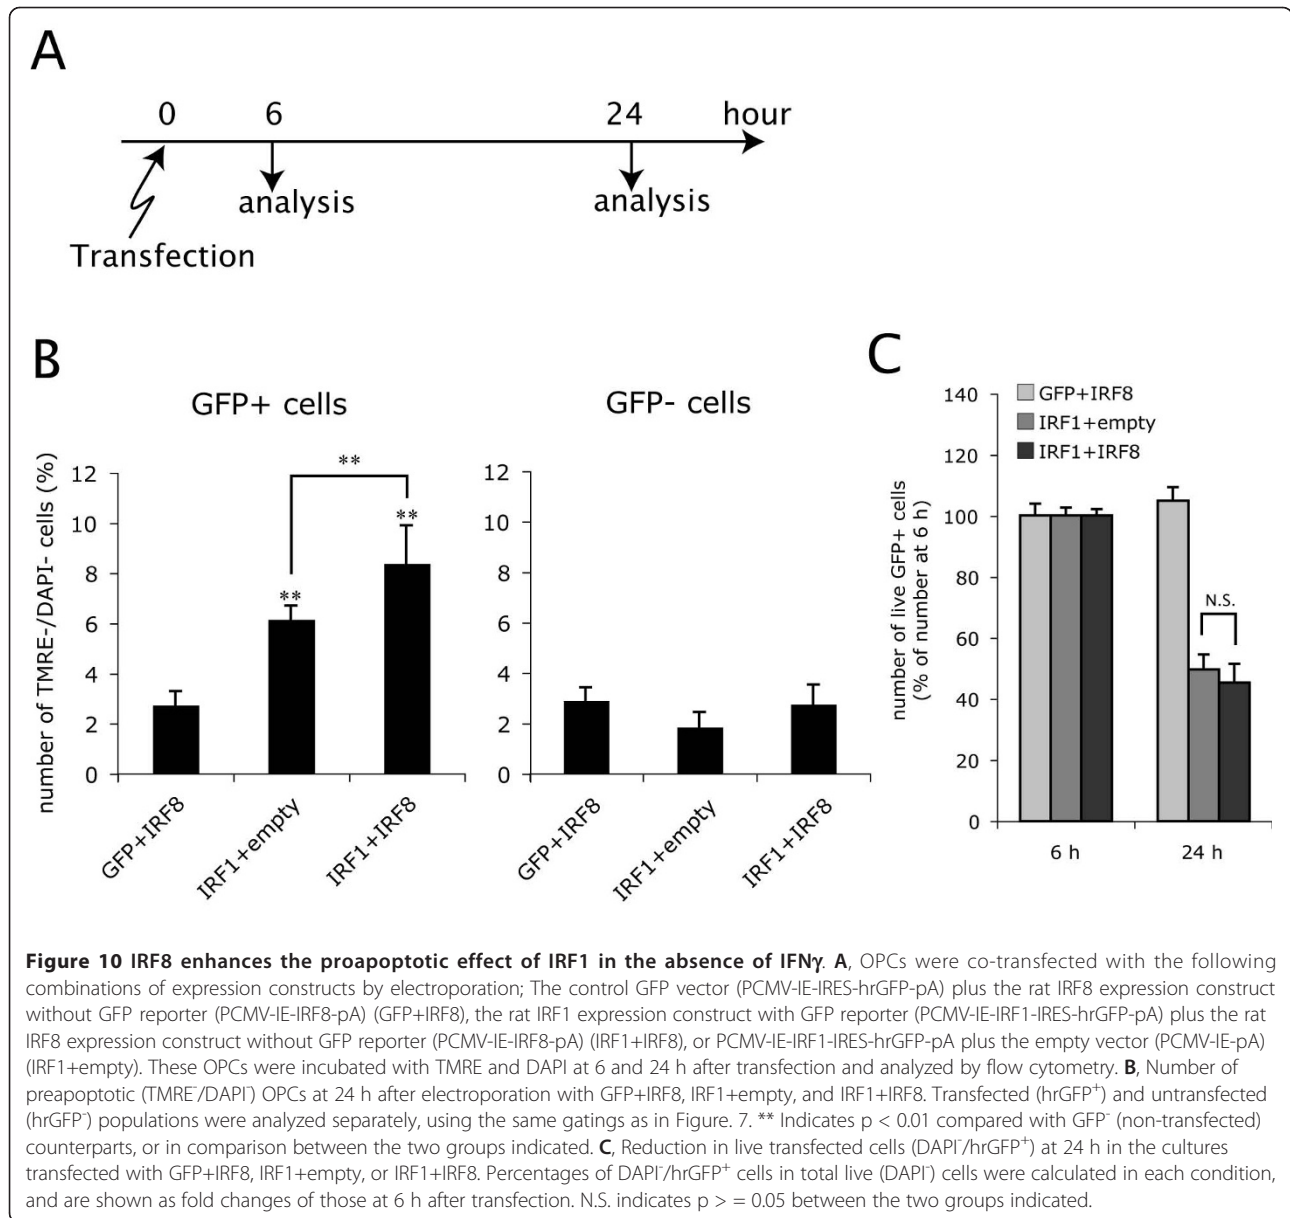 A
0 6 24 hour
analysis analysis
Transfection
B
GFP+ cells
GFP- cells
number of TMRE-/DAPI- cells (%)
12
10
8
6
4
2
0
**
**
**
GFP+IRF8
IRF1+empty
IRF1+IRF8
12
10
8
6
4
2
0
GFP+IRF8
IRF1+empty
IRF1+IRF8
C
number of live GFP+ cells
(% of number at 6 h)
140
120
100
80
60
40
20
0
GFP+IRF8
IRF1+empty
IRF1+IRF8
N.S.
6 h
24 h
Figure 10 IRF8 enhances the proapoptotic effect of IRF1 in the absence of IFNγ. A, OPCs were co-transfected with the following
combinations of expression constructs by electroporation; The control GFP vector (PCMV-IE-IRES-hrGFP-pA) plus the rat IRF8 expression construct
without GFP reporter (PCMV-IE-IRF8-pA) (GFP+IRF8), the rat IRF1 expression construct with GFP reporter (PCMV-IE-IRF1-IRES-hrGFP-pA) plus the rat
IRF8 expression construct without GFP reporter (PCMV-IE-IRF8-pA) (IRF1+IRF8), or PCMV-IE-IRF1-IRES-hrGFP-pA plus the empty vector (PCMV-IE-pA)
(IRF1+empty). These OPCs were incubated with TMRE and DAPI at 6 and 24 h after transfection and analyzed by flow cytometry. B, Number of
preapoptotic (TMRE⁻/DAPI⁻) OPCs at 24 h after electroporation with GFP+IRF8, IRF1+empty, and IRF1+IRF8. Transfected (hrGFP⁺) and untransfected
(hrGFP⁻) populations were analyzed separately, using the same gatings as in Figure. 7. ** Indicates p < 0.01 compared with GFP⁻ (non-transfected)
counterparts, or in comparison between the two groups indicated. C, Reduction in live transfected cells (DAPI⁻/hrGFP⁺) at 24 h in the cultures
transfected with GFP+IRF8, IRF1+empty, or IRF1+IRF8. Percentages of DAPI⁻/hrGFP⁺ cells in total live (DAPI⁻) cells were calculated in each condition,
and are shown as fold changes of those at 6 h after transfection. N.S. indicates p > = 0.05 between the two groups indicated.